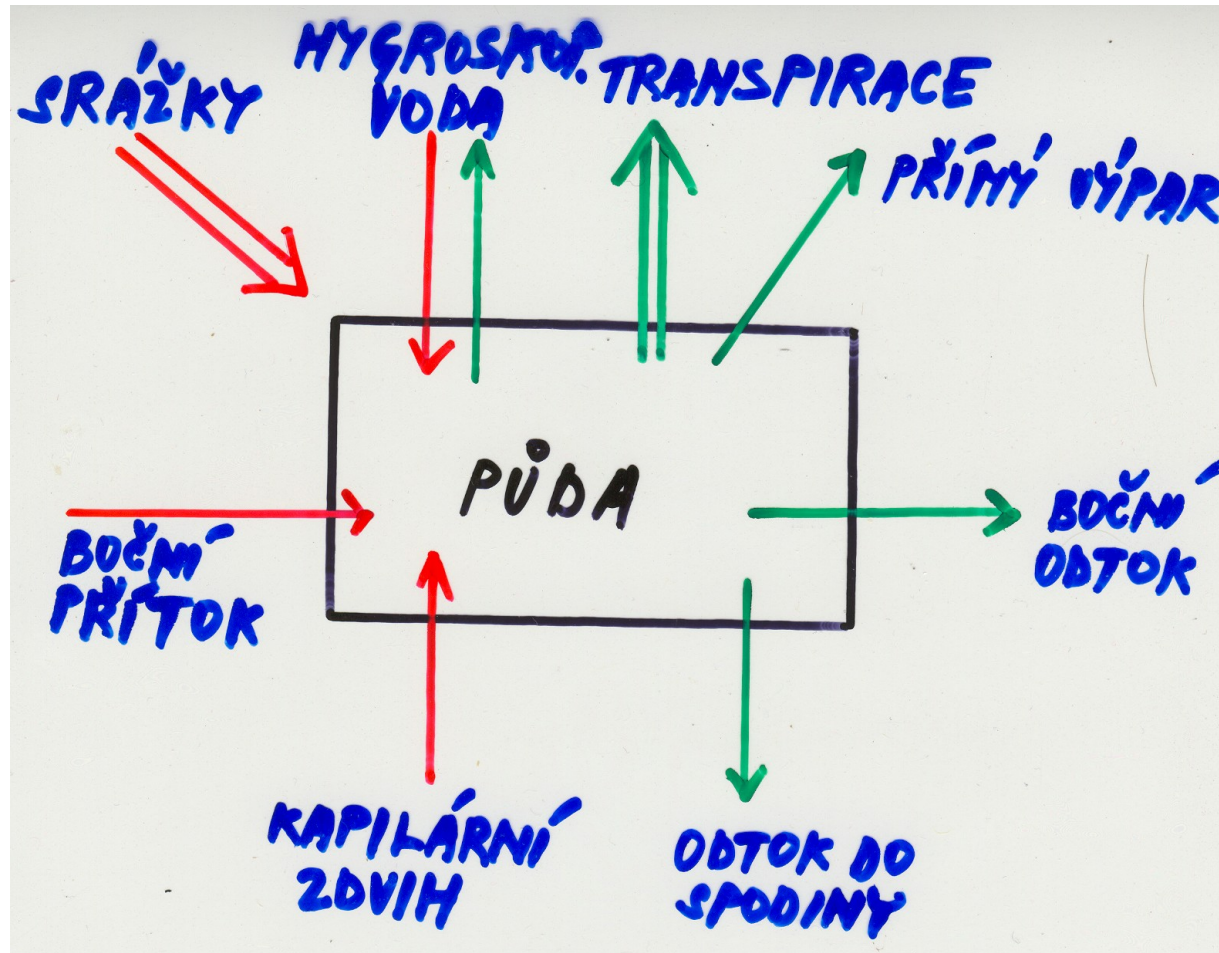 SRÁŽKY
HYGROSKOP.
VODA
TRANSPIRACE
PŘÍMÝ VÝPAR
PŮDA
BOČNÍ
PŘÍTOK
BOČNÍ
ODTOK
KAPILÁRNÍ
ZDVIH
ODTOK DO
SPODINY